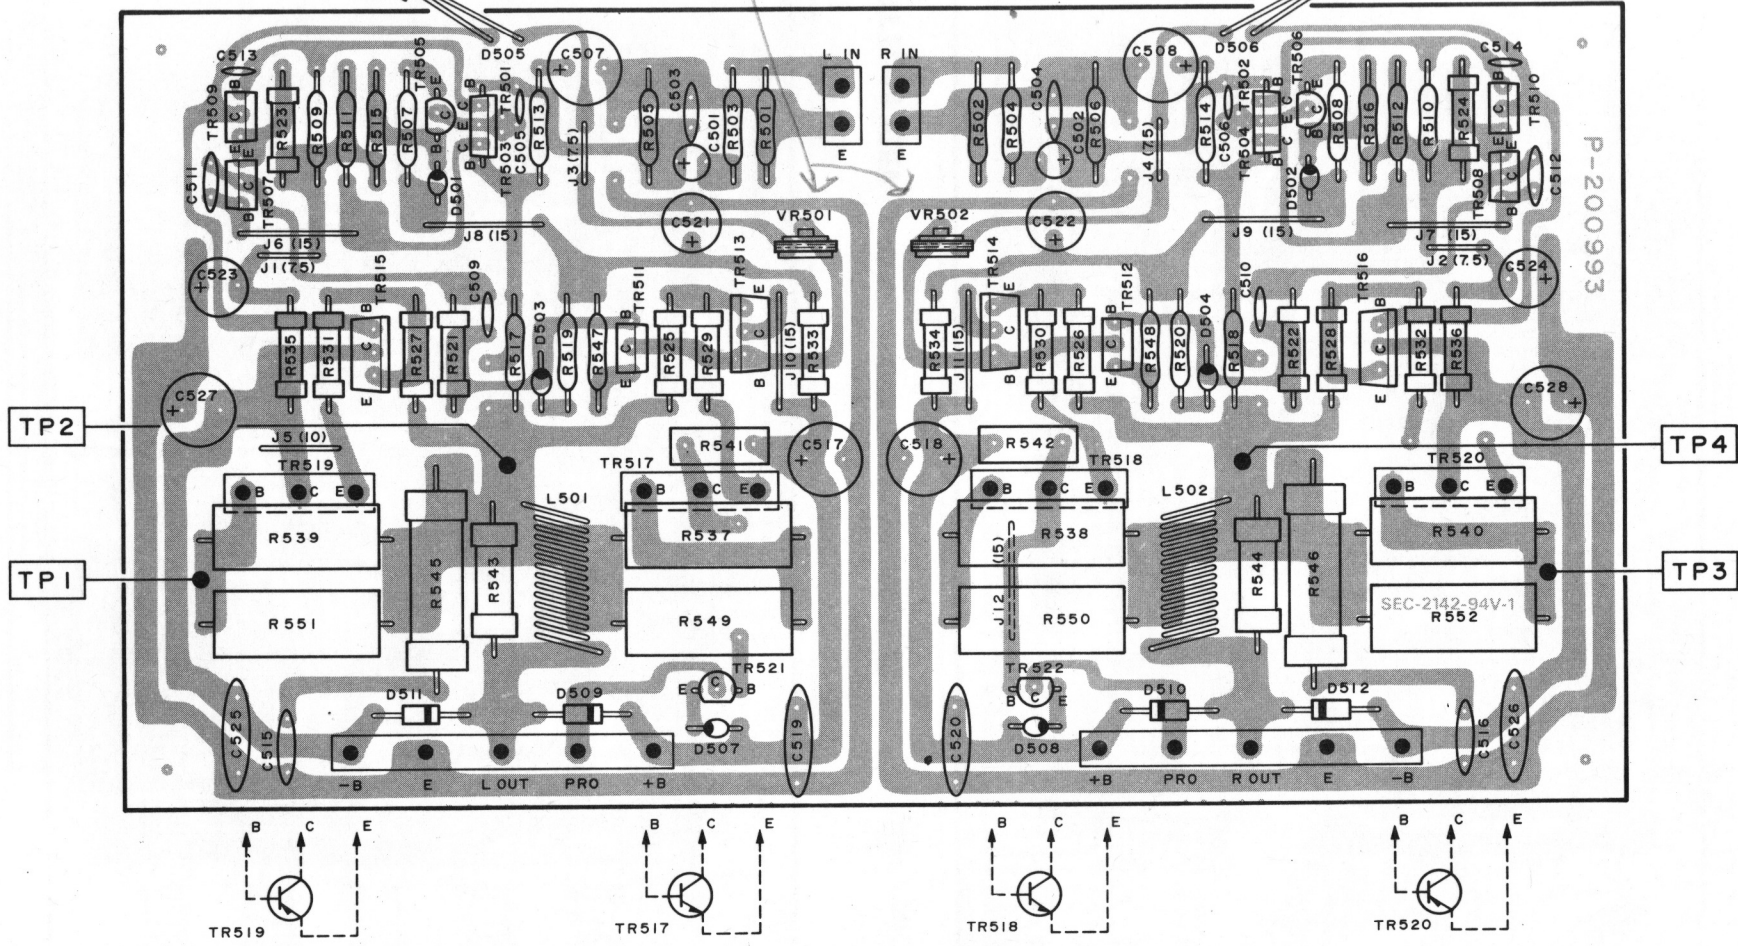 D505
C507
C508
D506
C513
TR505
TR501
C503
L IN
R IN
C504
TR502
TR506
C514
TR509
B
C
E
R523
R509
R511
R515
R507
E
C
B
B
C
E
E
C
B
R513
R505
R503
R501
R502
R504
R506
R514
B
C
E
E
C
B
E
C
B
R508
R516
R512
R510
R524
B
C
E
TR510
C511
E
C
B
TR507
D501
TR503
C505
J3(7.5)
C501
E
E
C502
J4(7.5)
C506
TR504
D502
TR508
E
C
B
C512
P-200993
J6 (15)
J8 (15)
C521
VR501
VR502
C522
J9 (15)
J7 (15)
J1(7.5)
J2(7.5)
C523
TR515
C509
TR511
TR513
TR514
TR512
C510
TR516
C524
R535
R531
B
C
E
R527
R521
R517
D503
R519
R547
B
C
E
R525
R529
E
C
B
J10(15)
R533
R534
J11(15)
E
C
B
R530
R526
B
C
E
R548
R520
D504
R518
R522
R528
B
C
E
R532
R536
C527
C528
TP2
J5 (10)
R541
C517
C518
R542
TP4
TR519
TR517
TR518
TR520
B C E
B C E
B C E
B C E
L501
L502
R539
R545
R543
R537
J12 (15)
R538
R544
R546
R540
TP1
TP3
R551
R549
R550
SEC-2142-94V-1
R552
TR521
TR522
E
C
B
B
C
E
D511
D509
D510
D512
C525
C515
D507
C519
C520
D508
C516
C526
-B E L OUT PRO +B
+B PRO R OUT E -B
B C E
B C E
B C E
B C E
TR519
TR517
TR518
TR520